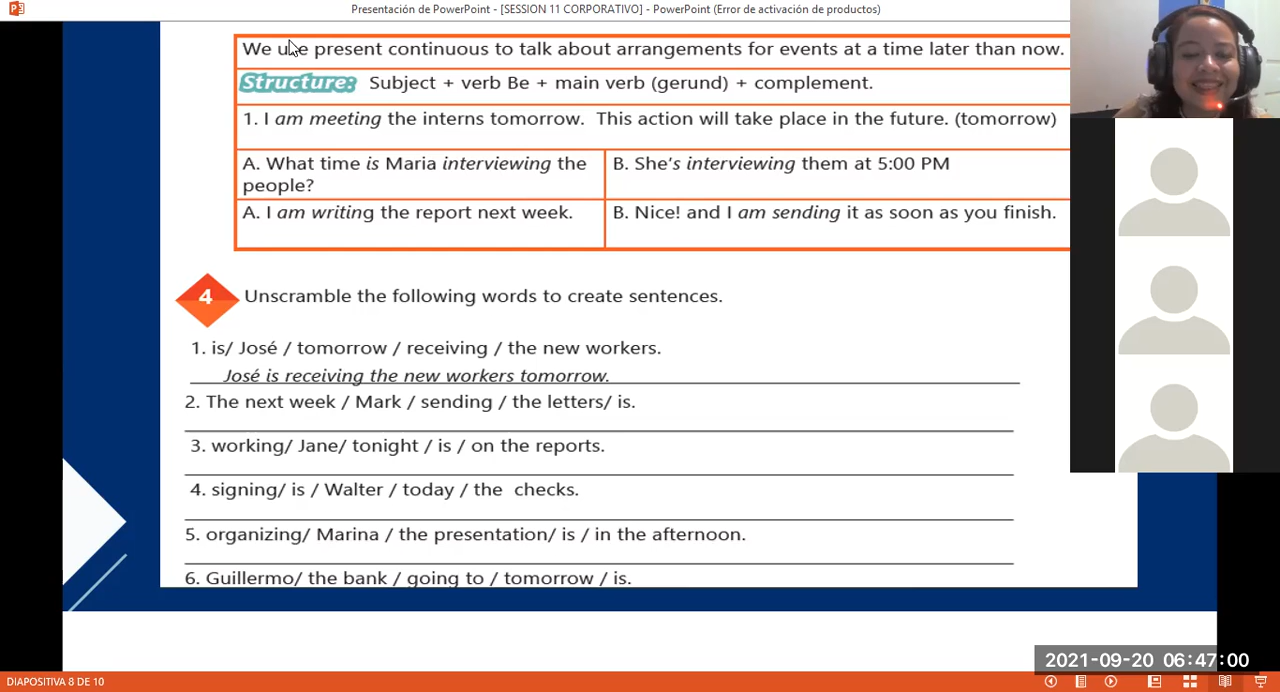 Presentación de PowerPoint - [SESSION 11 CORPORATIVO] - PowerPoint (Error de activación de productos)
We use present continuous to talk about arrangements for events at a time later than now.
Structure: Subject + verb Be + main verb (gerund) + complement.
1. I am meeting the interns tomorrow. This action will take place in the future. (tomorrow)
A. What time is Maria interviewing the people?
B. She's interviewing them at 5:00 PM
A. I am writing the report next week.
B. Nice! and I am sending it as soon as you finish.
4 Unscramble the following words to create sentences.
1. is/ José / tomorrow / receiving / the new workers.
José is receiving the new workers tomorrow.
2. The next week / Mark / sending / the letters/ is.
3. working/ Jane/ tonight / is / on the reports.
4. signing/ is / Walter / today / the checks.
5. organizing/ Marina / the presentation/ is / in the afternoon.
6. Guillermo/ the bank / going to / tomorrow / is.
2021-09-20 06:47:00
DIAPOSITIVA 8 DE 10